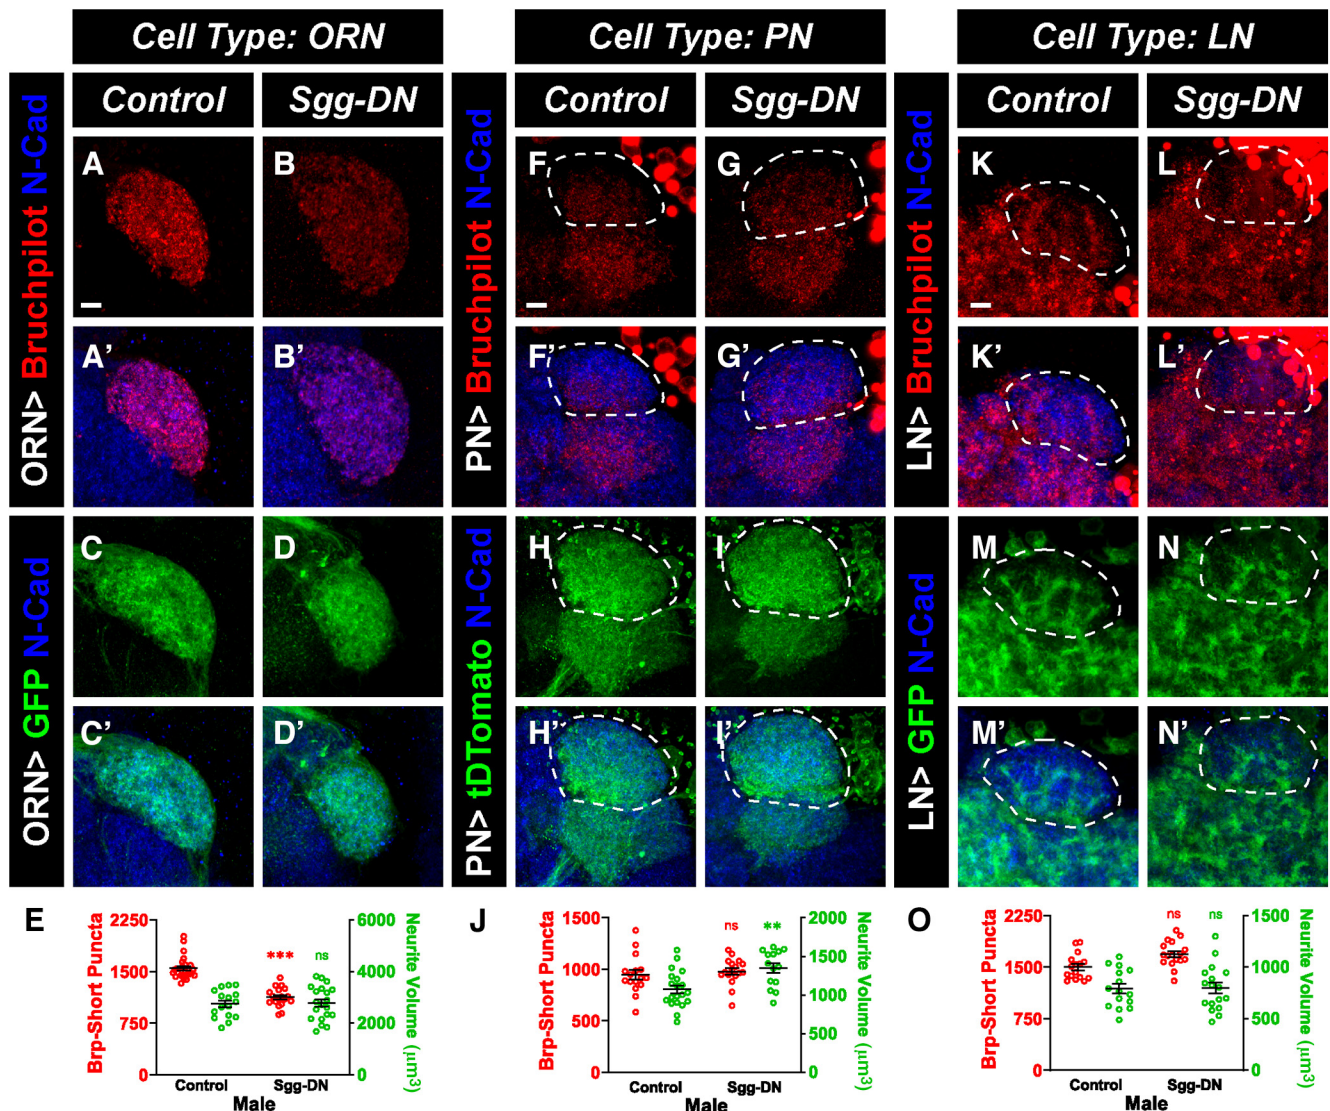 Cell Type: ORN
Cell Type: PN
Cell Type: LN
Control
Sgg-DN
Control
Sgg-DN
Control
Sgg-DN
ORN> Bruchpilot N-Cad
PN> Bruchpilot N-Cad
LN> Bruchpilot N-Cad
A
B
F
G
K
L
A'
B'
F'
G'
K'
L'
ORN> GFP N-Cad
PN> tDTomato N-Cad
LN> GFP N-Cad
C
D
H
I
M
N
C'
D'
H'
I'
M'
N'
E
Brp-Short Puncta
2250
1500
750
0
***
ns
6000
4000
2000
0
Neurite Volume (μm3)
Control
Sgg-DN
Male
J
Brp-Short Puncta
1500
1000
500
0
ns
**
2000
1500
1000
500
0
Neurite Volume (μm3)
Control
Sgg-DN
Male
O
Brp-Short Puncta
2250
1500
750
0
ns
ns
1500
1000
500
0
Neurite Volume (μm3)
Control
Sgg-DN
Male